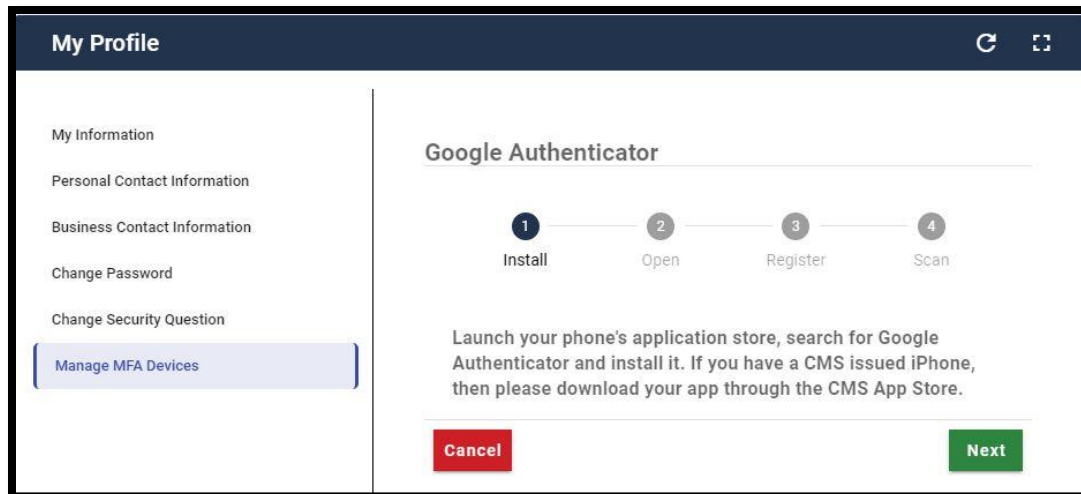 My Profile
My Information
Personal Contact Information
Business Contact Information
Change Password
Change Security Question
Manage MFA Devices
Google Authenticator
1 2 3 4
Install Open Register Scan
Launch your phone's application store, search for Google
Authenticator and install it. If you have a CMS issued iPhone,
then please download your app through the CMS App Store.
Cancel Next